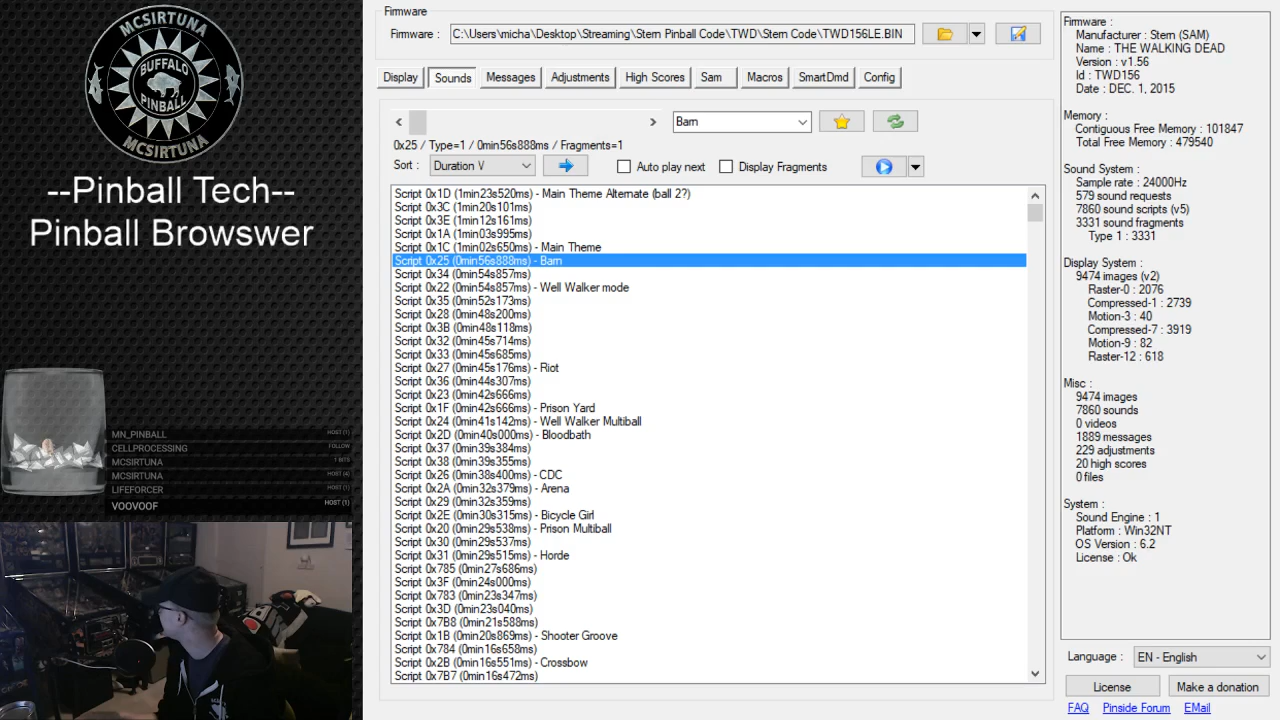 MCSIRTUNA
BUFFALO
PINBALL
MCSIRTUNA
--Pinball Tech--
Pinball Browswer
MN_PINBALL HOST (1)
CELLPROCESSING FOLLOW
MCSIRTUNA 1 BITS
MCSIRTUNA HOST (4)
LIFEFORCER HOST (1)
VOOVOOF HOST (1)
Firmware
Firmware : C:\Users\micha\Desktop\Streaming\Stern Pinball Code\TWD\Stern Code\TWD156LE.BIN
Display Sounds Messages Adjustments High Scores Sam Macros SmartDmd Config
< > Barn
0x25 / Type=1 / 0min56s888ms / Fragments=1
Sort : Duration V Auto play next Display Fragments
Script 0x1D (1min23s520ms) - Main Theme Alternate (ball 2?)
Script 0x3C (1min20s101ms)
Script 0x3E (1min12s161ms)
Script 0x1A (1min03s995ms)
Script 0x1C (1min02s650ms) - Main Theme
Script 0x25 (0min56s888ms) - Barn
Script 0x34 (0min54s857ms)
Script 0x22 (0min54s857ms) - Well Walker mode
Script 0x35 (0min52s173ms)
Script 0x28 (0min48s200ms)
Script 0x3B (0min48s118ms)
Script 0x32 (0min45s714ms)
Script 0x33 (0min45s685ms)
Script 0x27 (0min45s176ms) - Riot
Script 0x36 (0min44s307ms)
Script 0x23 (0min42s666ms)
Script 0x1F (0min42s666ms) - Prison Yard
Script 0x24 (0min41s142ms) - Well Walker Multiball
Script 0x2D (0min40s000ms) - Bloodbath
Script 0x37 (0min39s384ms)
Script 0x38 (0min39s355ms)
Script 0x26 (0min38s400ms) - CDC
Script 0x2A (0min32s379ms) - Arena
Script 0x29 (0min32s359ms)
Script 0x2E (0min30s315ms) - Bicycle Girl
Script 0x20 (0min29s538ms) - Prison Multiball
Script 0x30 (0min29s537ms)
Script 0x31 (0min29s515ms) - Horde
Script 0x785 (0min27s686ms)
Script 0x3F (0min24s000ms)
Script 0x783 (0min23s347ms)
Script 0x3D (0min23s040ms)
Script 0x7B8 (0min21s588ms)
Script 0x1B (0min20s869ms) - Shooter Groove
Script 0x784 (0min16s658ms)
Script 0x2B (0min16s551ms) - Crossbow
Script 0x7B7 (0min16s472ms)
Firmware :
Manufacturer : Stern (SAM)
Name : THE WALKING DEAD
Version : v1.56
Id : TWD156
Date : DEC. 1, 2015
Memory :
Contiguous Free Memory : 101847
Total Free Memory : 479540
Sound System :
Sample rate : 24000Hz
579 sound requests
7860 sound scripts (v5)
3331 sound fragments
Type 1 : 3331
Display System :
9474 images (v2)
Raster-0 : 2076
Compressed-1 : 2739
Motion-3 : 40
Compressed-7 : 3919
Motion-9 : 82
Raster-12 : 618
Misc :
9474 images
7860 sounds
0 videos
1889 messages
229 adjustments
20 high scores
0 files
System :
Sound Engine : 1
Platform : Win32NT
OS Version : 6.2
License : Ok
Language : EN - English
License Make a donation
FAQ Pinside Forum EMail